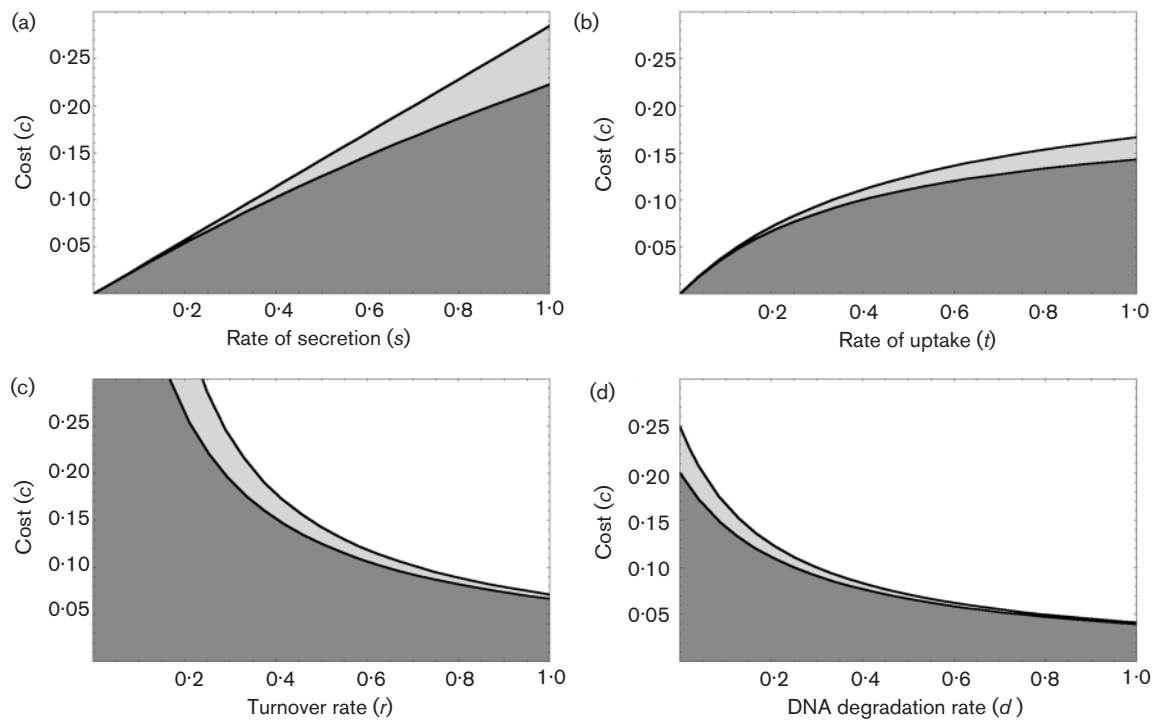 (a)
0·25
0·20
0·15
0·10
0·05
Cost (c)
0·2 0·4 0·6 0·8 1·0
Rate of secretion (s)
(b)
0·25
0·20
0·15
0·10
0·05
Cost (c)
0·2 0·4 0·6 0·8 1·0
Rate of uptake (t)
(c)
0·25
0·20
0·15
0·10
0·05
Cost (c)
0·2 0·4 0·6 0·8 1·0
Turnover rate (r)
(d)
0·25
0·20
0·15
0·10
0·05
Cost (c)
0·2 0·4 0·6 0·8 1·0
DNA degradation rate (d )